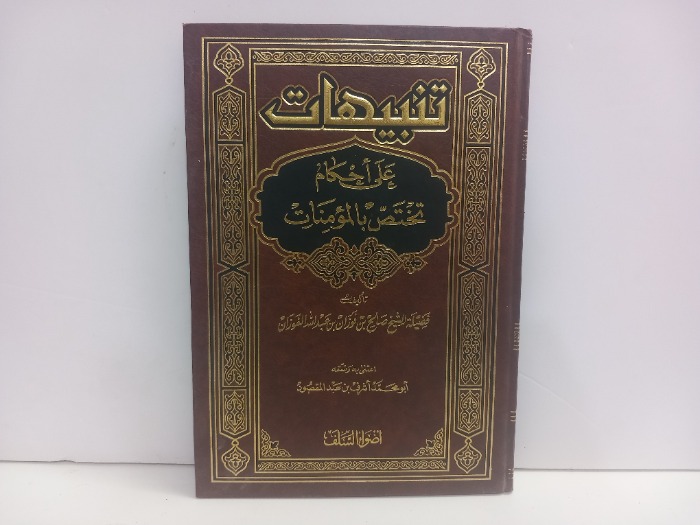 تنبيهات
على أحكام
تختص بالمؤمنات
تأليف
فضيلة الشيخ صالح بن فوزان بن عبد الله الفوزان
اعتنى به
أبو محمد أشرف بن عبد المقصود
أضواء السلف